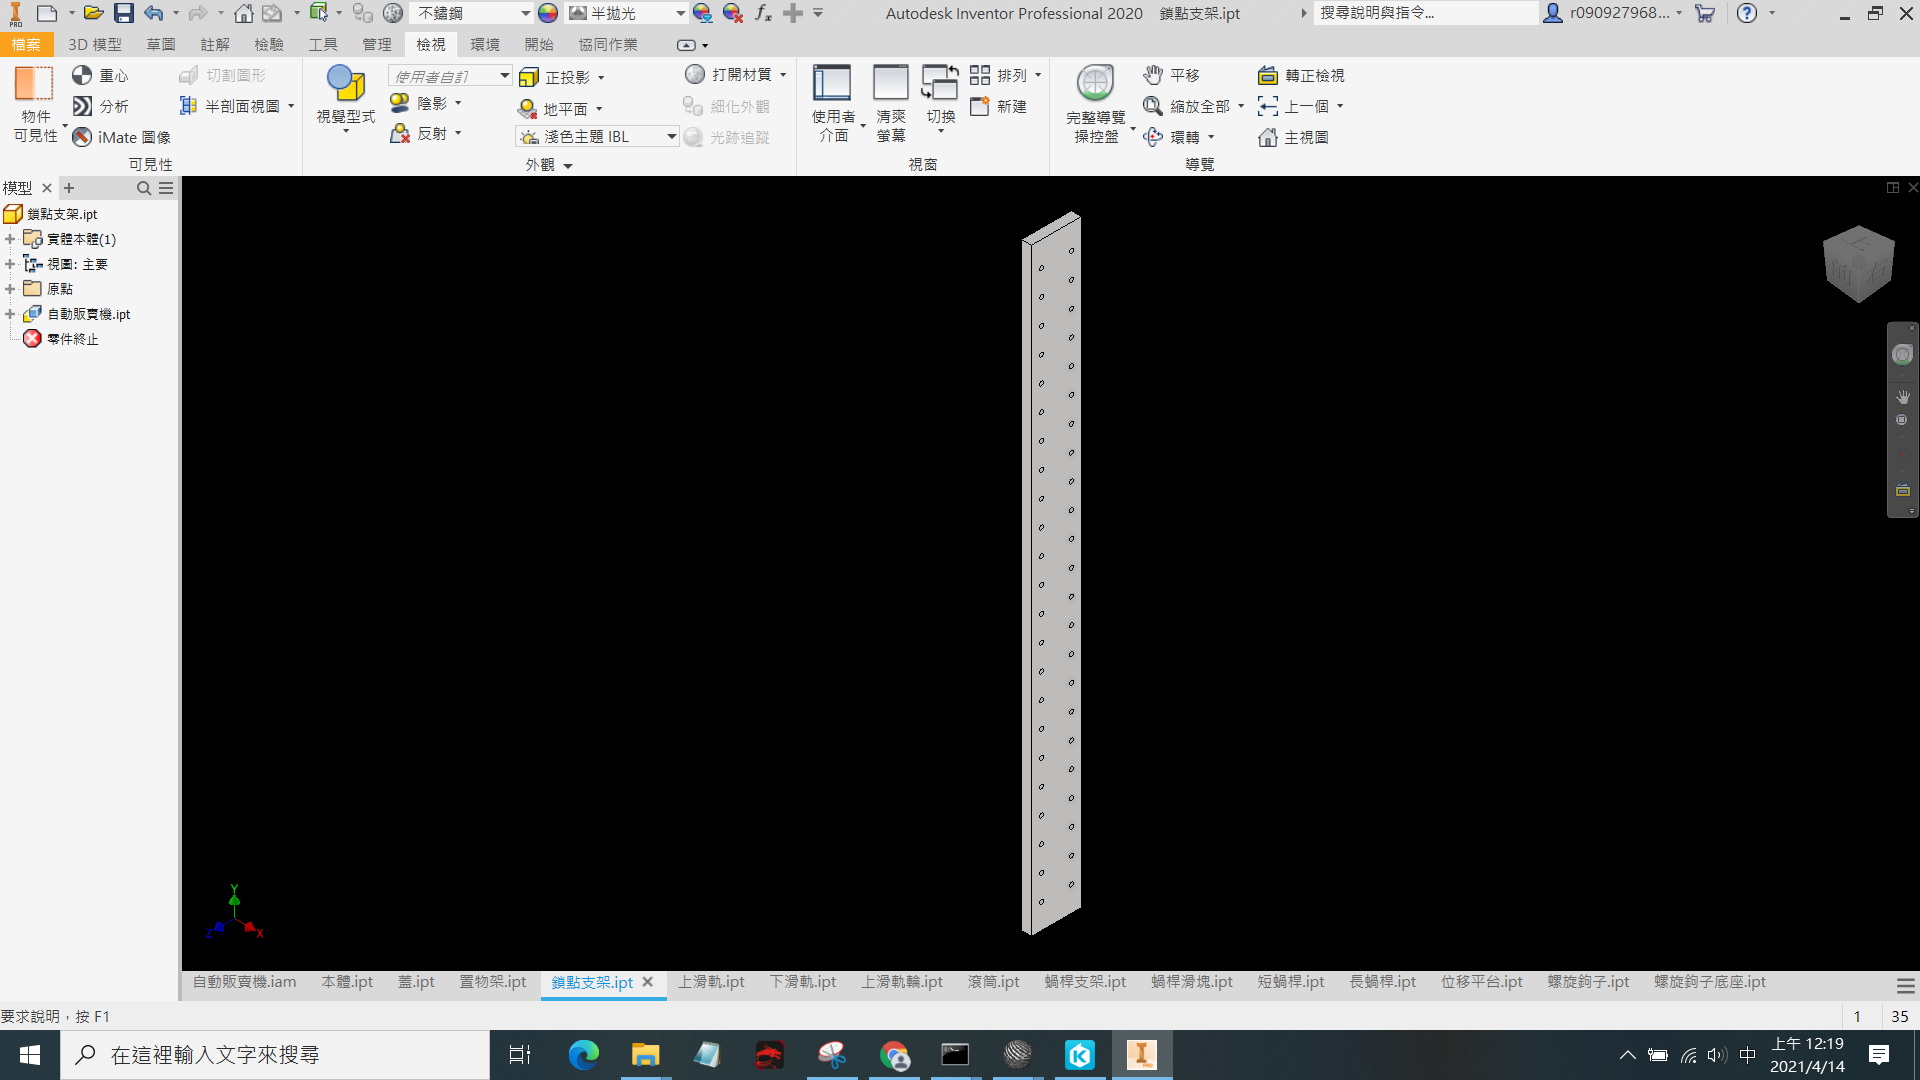 不鏽鋼
半拋光
Autodesk Inventor Professional 2020 鎖點支架.ipt
搜尋說明與指令...
r090927968...
檔案 3D 模型 草圖 註解 檢驗 工具 管理 檢視 環境 開始 協同作業
物件
可見性
重心
分析
iMate 圖像
切割圖形
半剖面視圖
可見性
視覺型式
使用者自訂
陰影
反射
正投影
地平面
淺色主題 IBL
打開材質
細化外觀
光跡追蹤
外觀
使用者
介面
清爽
螢幕
切換
排列
新建
視窗
完整導覽
操控盤
平移
縮放全部
環轉
轉正檢視
上一個
主視圖
導覽
模型
鎖點支架.ipt
實體本體(1)
視圖: 主要
原點
自動販賣機.ipt
零件終止
Y
Z
X
自動販賣機.iam 本體.ipt 蓋.ipt 置物架.ipt 鎖點支架.ipt 上滑軌.ipt 下滑軌.ipt 上滑軌輪.ipt 滾筒.ipt 蝸桿支架.ipt 蝸桿滑塊.ipt 短蝸桿.ipt 長蝸桿.ipt 位移平台.ipt 螺旋鉤子.ipt 螺旋鉤子底座.ipt
要求說明，按 F1
1 35
在這裡輸入文字來搜尋
中
上午 12:19
2021/4/14